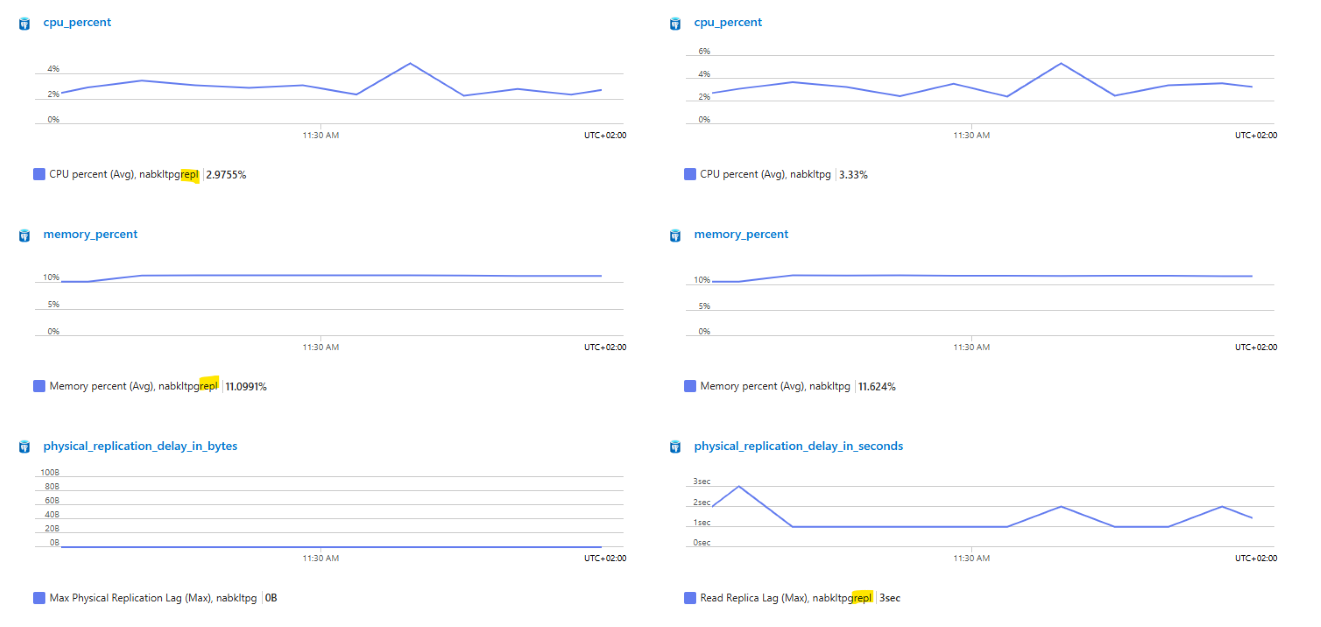 cpu_percent
4%
2%
0%
11:30 AM
UTC+02:00
CPU percent (Avg), nabkltpgrepl 2.9755%
cpu_percent
6%
4%
2%
0%
11:30 AM
UTC+02:00
CPU percent (Avg), nabkltpg 3.33%
memory_percent
10%
5%
0%
11:30 AM
UTC+02:00
Memory percent (Avg), nabkltpgrepl 11.0991%
memory_percent
10%
5%
0%
11:30 AM
UTC+02:00
Memory percent (Avg), nabkltpg 11.624%
physical_replication_delay_in_bytes
100B
80B
60B
40B
20B
0B
11:30 AM
UTC+02:00
Max Physical Replication Lag (Max), nabkltpg 0B
physical_replication_delay_in_seconds
3sec
2sec
1sec
0sec
11:30 AM
UTC+02:00
Read Replica Lag (Max), nabkltpgrepl 3sec